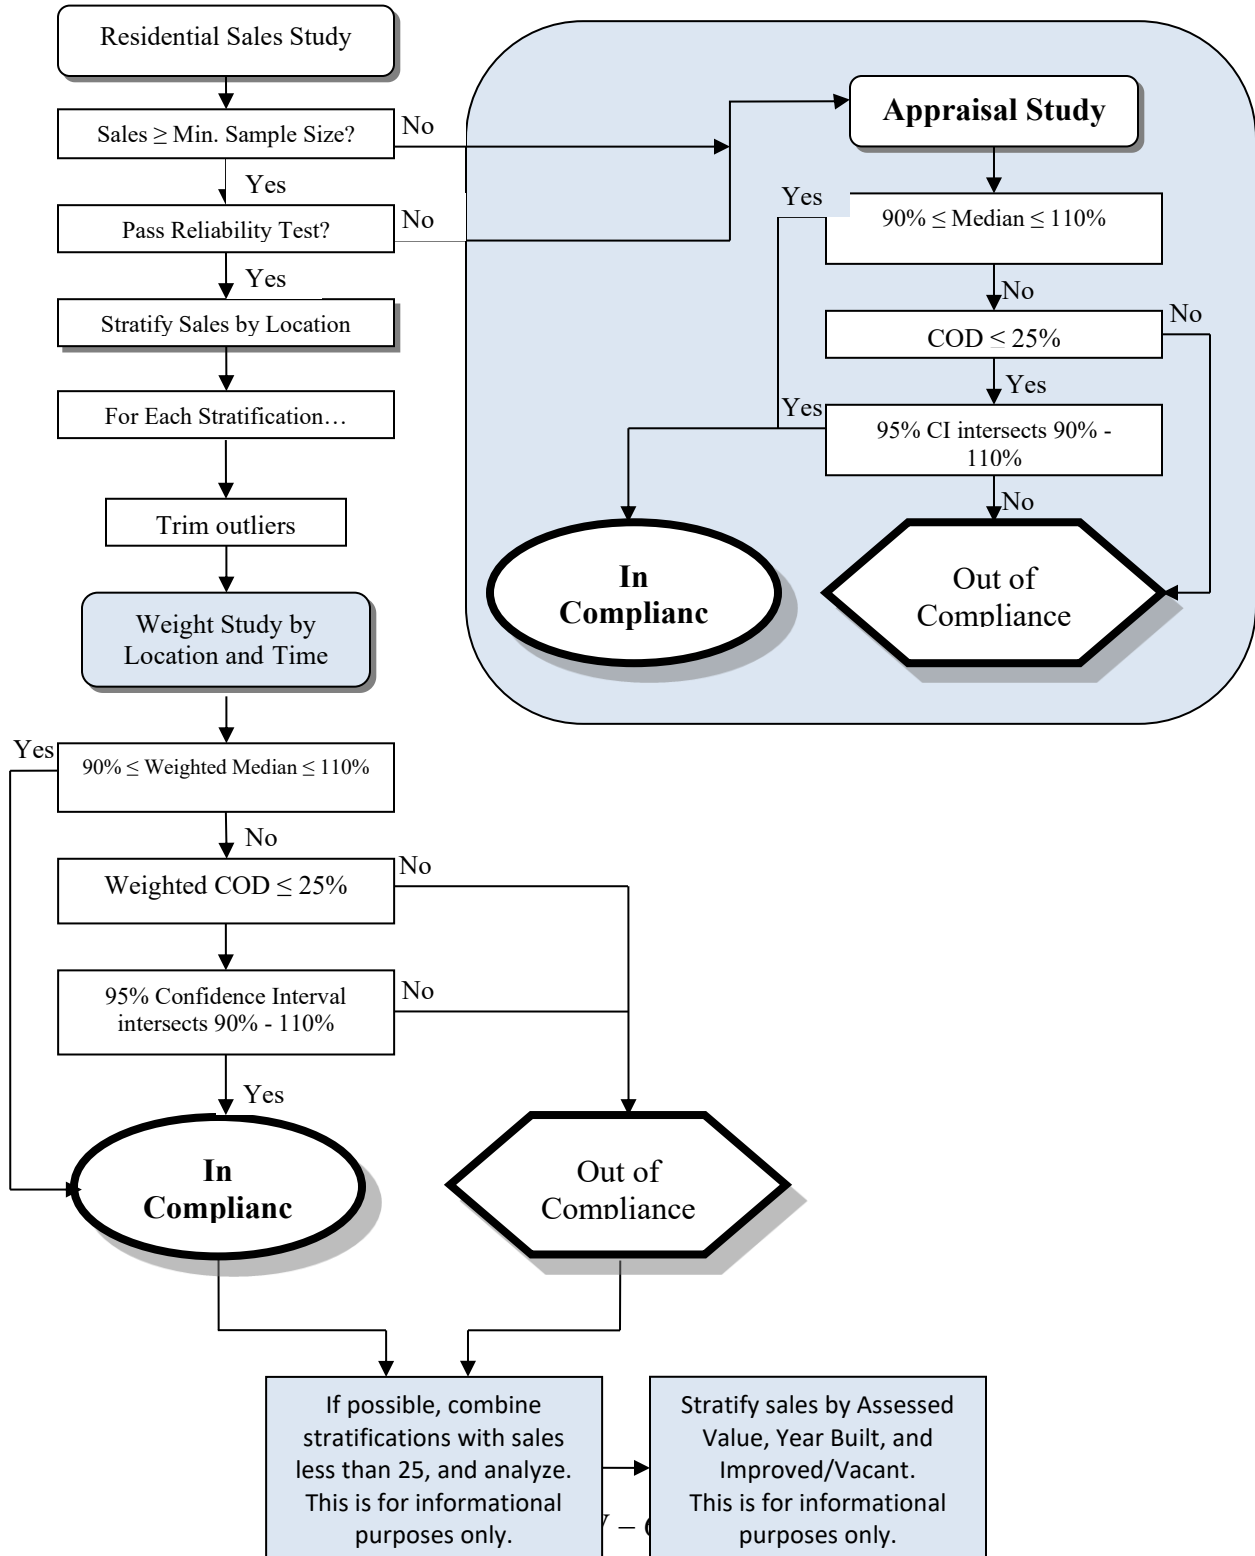 Residential Sales Study
Sales ≥ Min. Sample Size?
No
Yes
Pass Reliability Test?
No
Yes
Stratify Sales by Location
For Each Stratification…
Trim outliers
Weight Study by
Location and Time
Yes
90% ≤ Weighted Median ≤ 110%
No
Weighted COD ≤ 25%
No
95% Confidence Interval
intersects 90% - 110%
No
Yes
In
Complianc
Out of
Compliance
Appraisal Study
Yes
90% ≤ Median ≤ 110%
No
COD ≤ 25%
No
Yes
Yes
95% CI intersects 90% -
110%
No
In
Complianc
Out of
Compliance
If possible, combine
stratifications with sales
less than 25, and analyze.
This is for informational
purposes only.
Stratify sales by Assessed
Value, Year Built, and
Improved/Vacant.
This is for informational
purposes only.